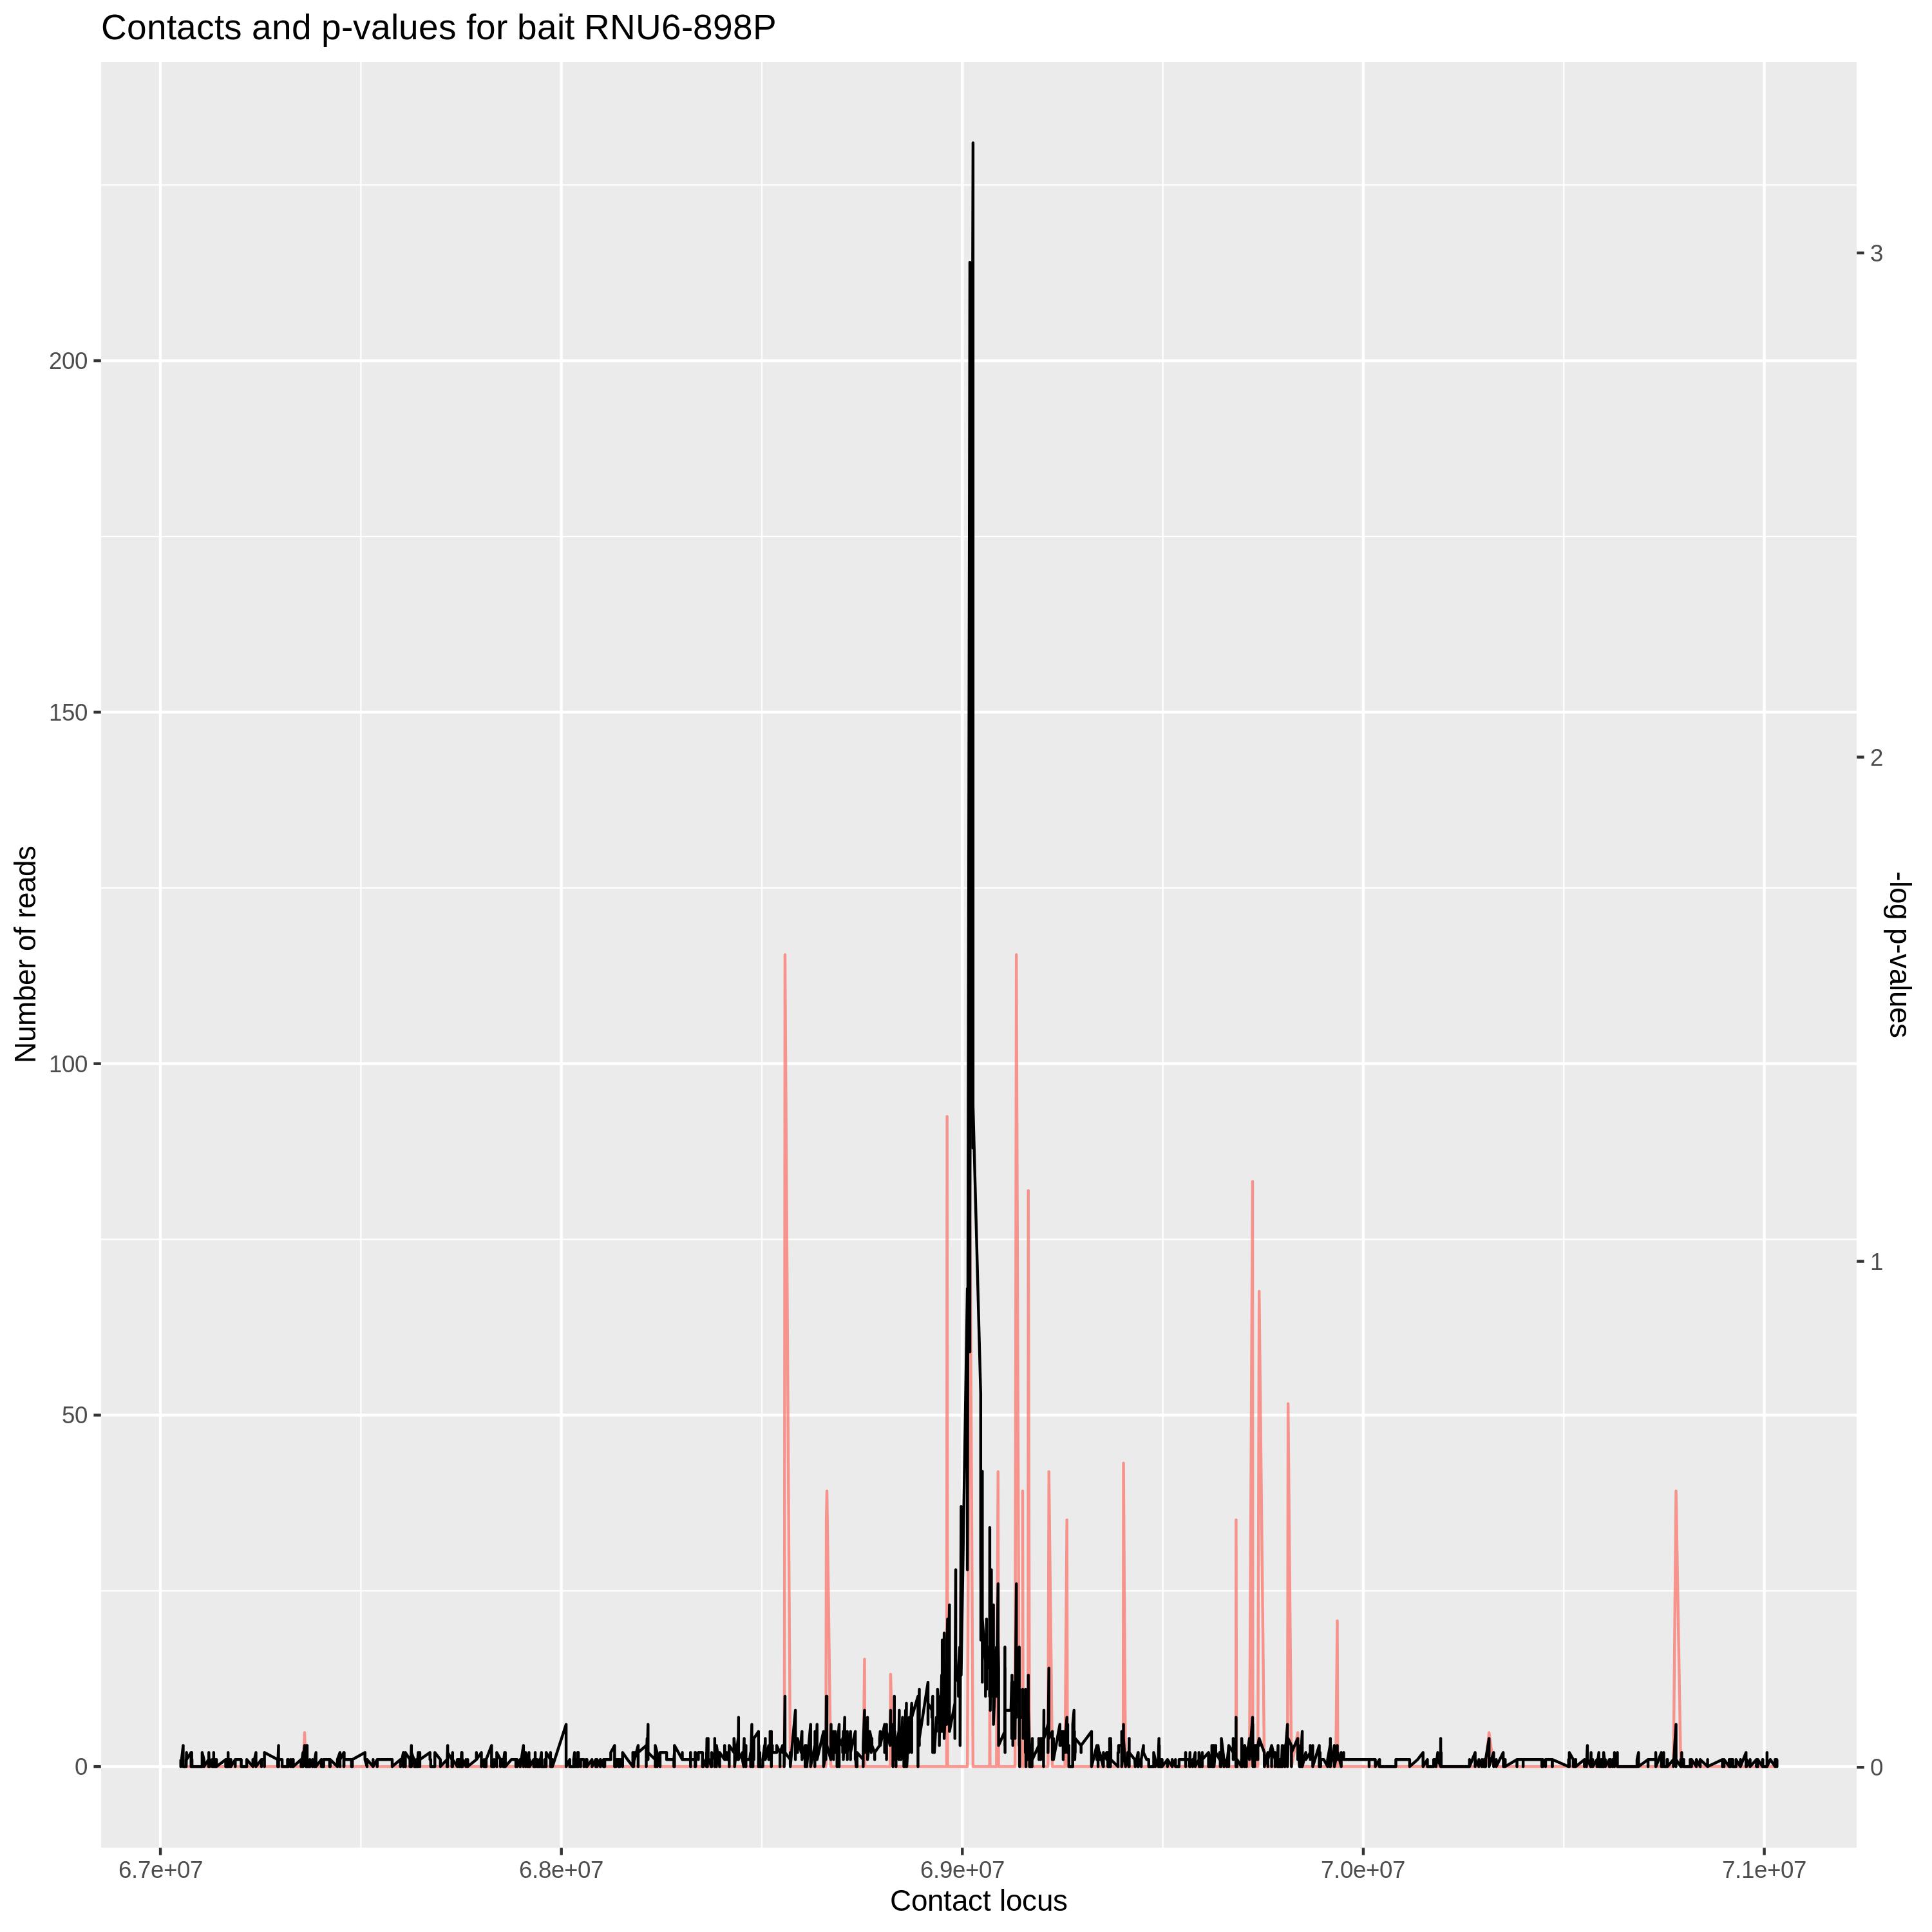 Contacts and p-values for bait RNU6-898P
Number of reads
200
150
100
50
0
3
2
1
0
-log p-values
6.7e+07
6.8e+07
6.9e+07
7.0e+07
7.1e+07
Contact locus